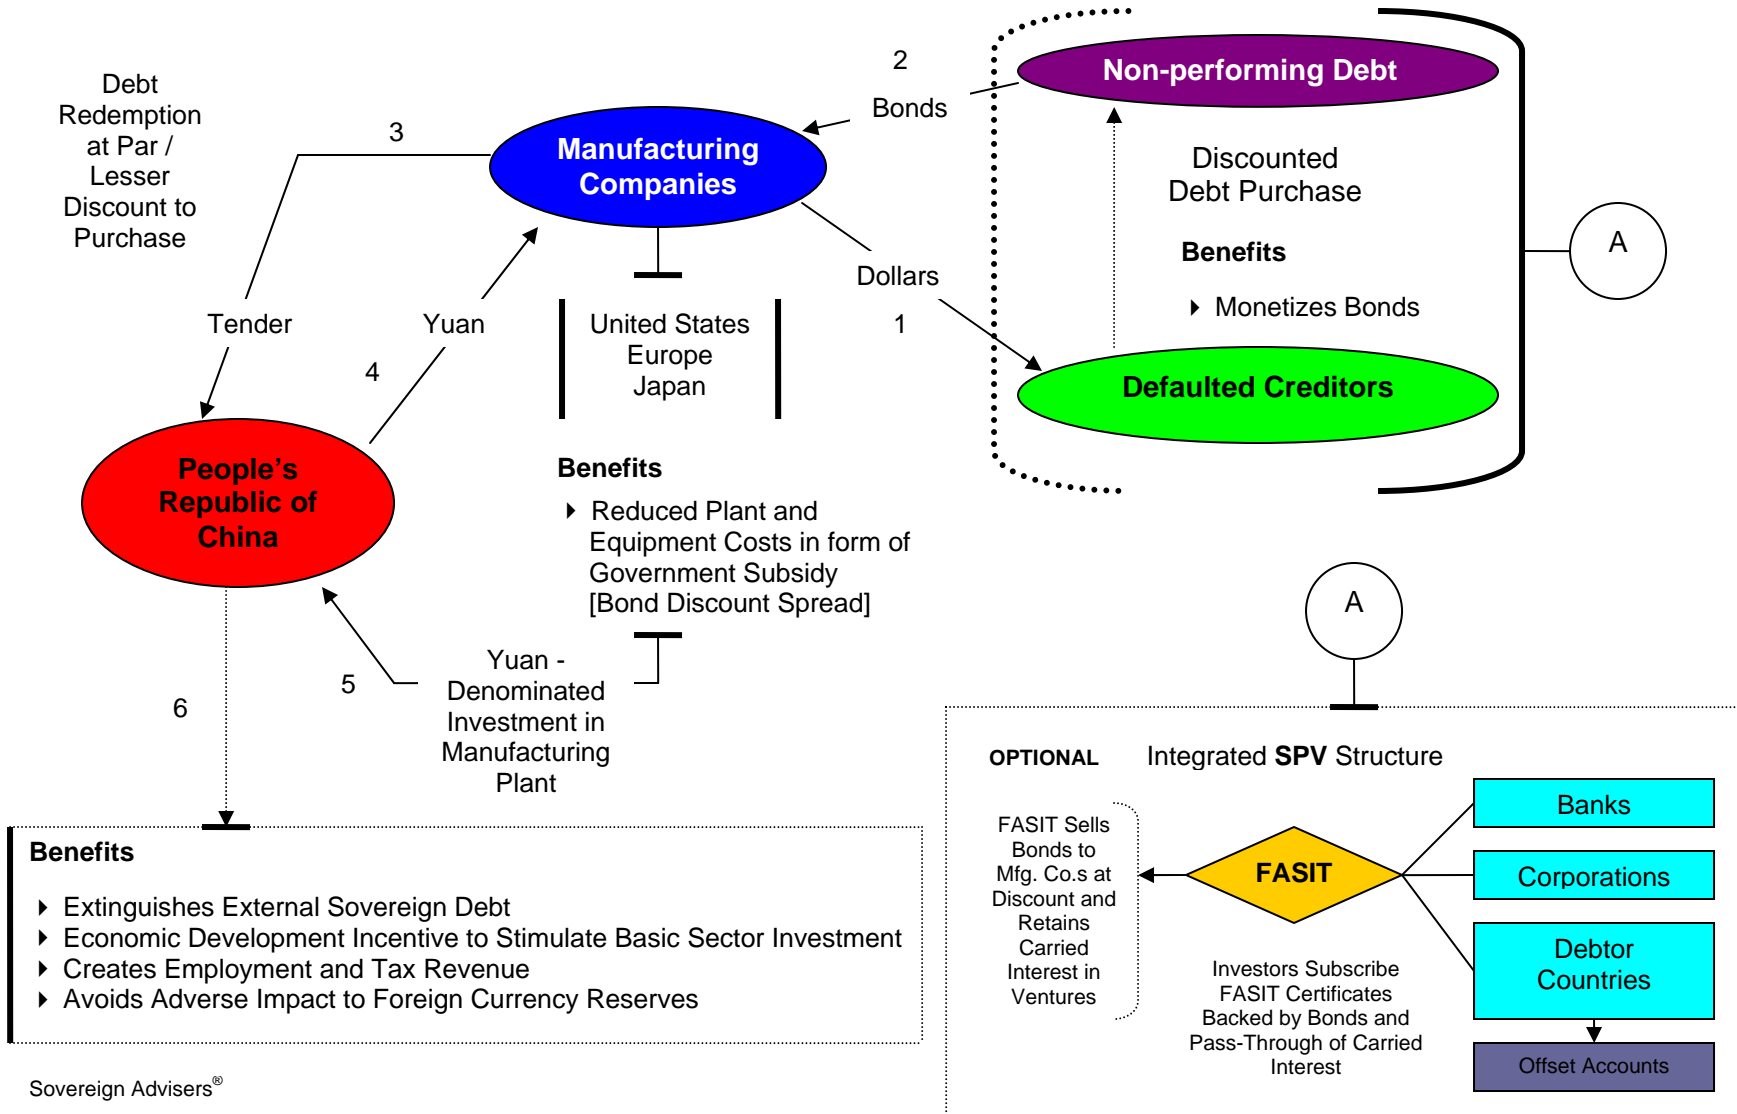 Debt
Redemption
at Par /
Lesser
Discount to
Purchase
3
Manufacturing
Companies
2
Bonds
Non-performing Debt
Discounted
Debt Purchase
Benefits
Monetizes Bonds
A
Dollars
1
Defaulted Creditors
Tender
Yuan
4
United States
Europe
Japan
People's
Republic of
China
Benefits
Reduced Plant and
Equipment Costs in form of
Government Subsidy
[Bond Discount Spread]
5
Yuan -
Denominated
Investment in
Manufacturing
Plant
6
Benefits
Extinguishes External Sovereign Debt
Economic Development Incentive to Stimulate Basic Sector Investment
Creates Employment and Tax Revenue
Avoids Adverse Impact to Foreign Currency Reserves
A
OPTIONAL
Integrated SPV Structure
FASIT Sells
Bonds to
Mfg. Co.s at
Discount and
Retains
Carried
Interest in
Ventures
FASIT
Investors Subscribe
FASIT Certificates
Backed by Bonds and
Pass-Through of Carried
Interest
Banks
Corporations
Debtor
Countries
Offset Accounts
Sovereign Advisers®